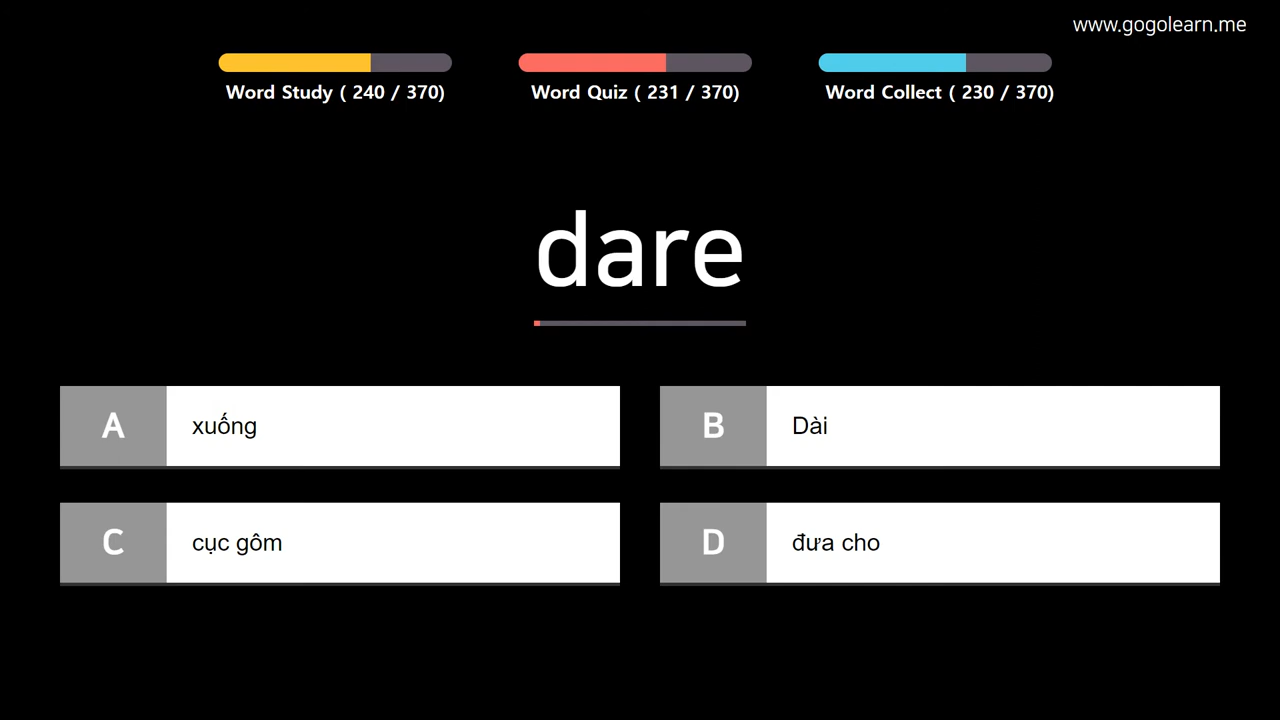 www.gogolearn.me
Word Study ( 240 / 370)
Word Quiz ( 231 / 370)
Word Collect ( 230 / 370)
dare
A xuống
B Dài
C cục gôm
D đưa cho